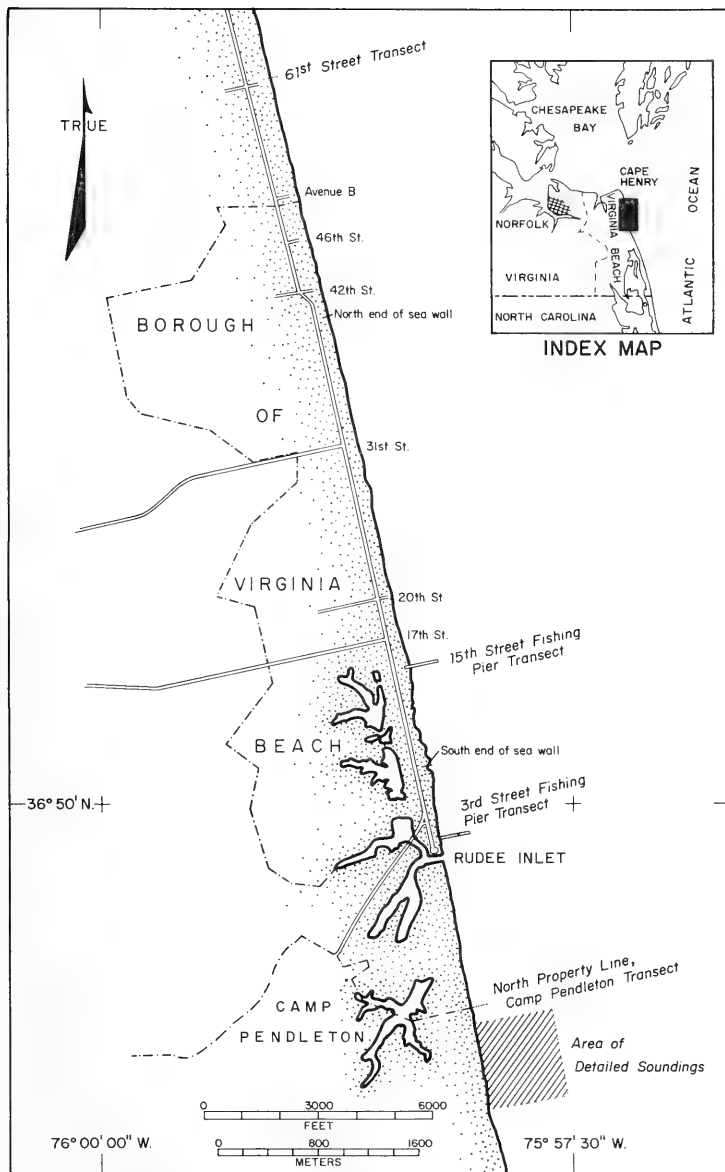 61st Street Transect
TRUE
CHESAPEAKE
BAY
CAPE
HENRY
OCEAN
ATLANTIC
NORFOLK
VIRGINIA BEACH
VIRGINIA
NORTH CAROLINA
INDEX MAP
Avenue B
46th St.
42th St.
North end of sea wall
BOROUGH
OF
31st St.
VIRGINIA
20th St
17th St.
15th Street Fishing
Pier Transect
BEACH
South end of sea wall
36° 50' N.
3rd Street Fishing
Pier Transect
RUDEE INLET
North Property Line,
Camp Pendleton Transect
CAMP
PENDLETON
Area of
Detailed Soundings
0 3000 6000
FEET
0 800 1600
METERS
76° 00' 00" W.
75° 57' 30" W.